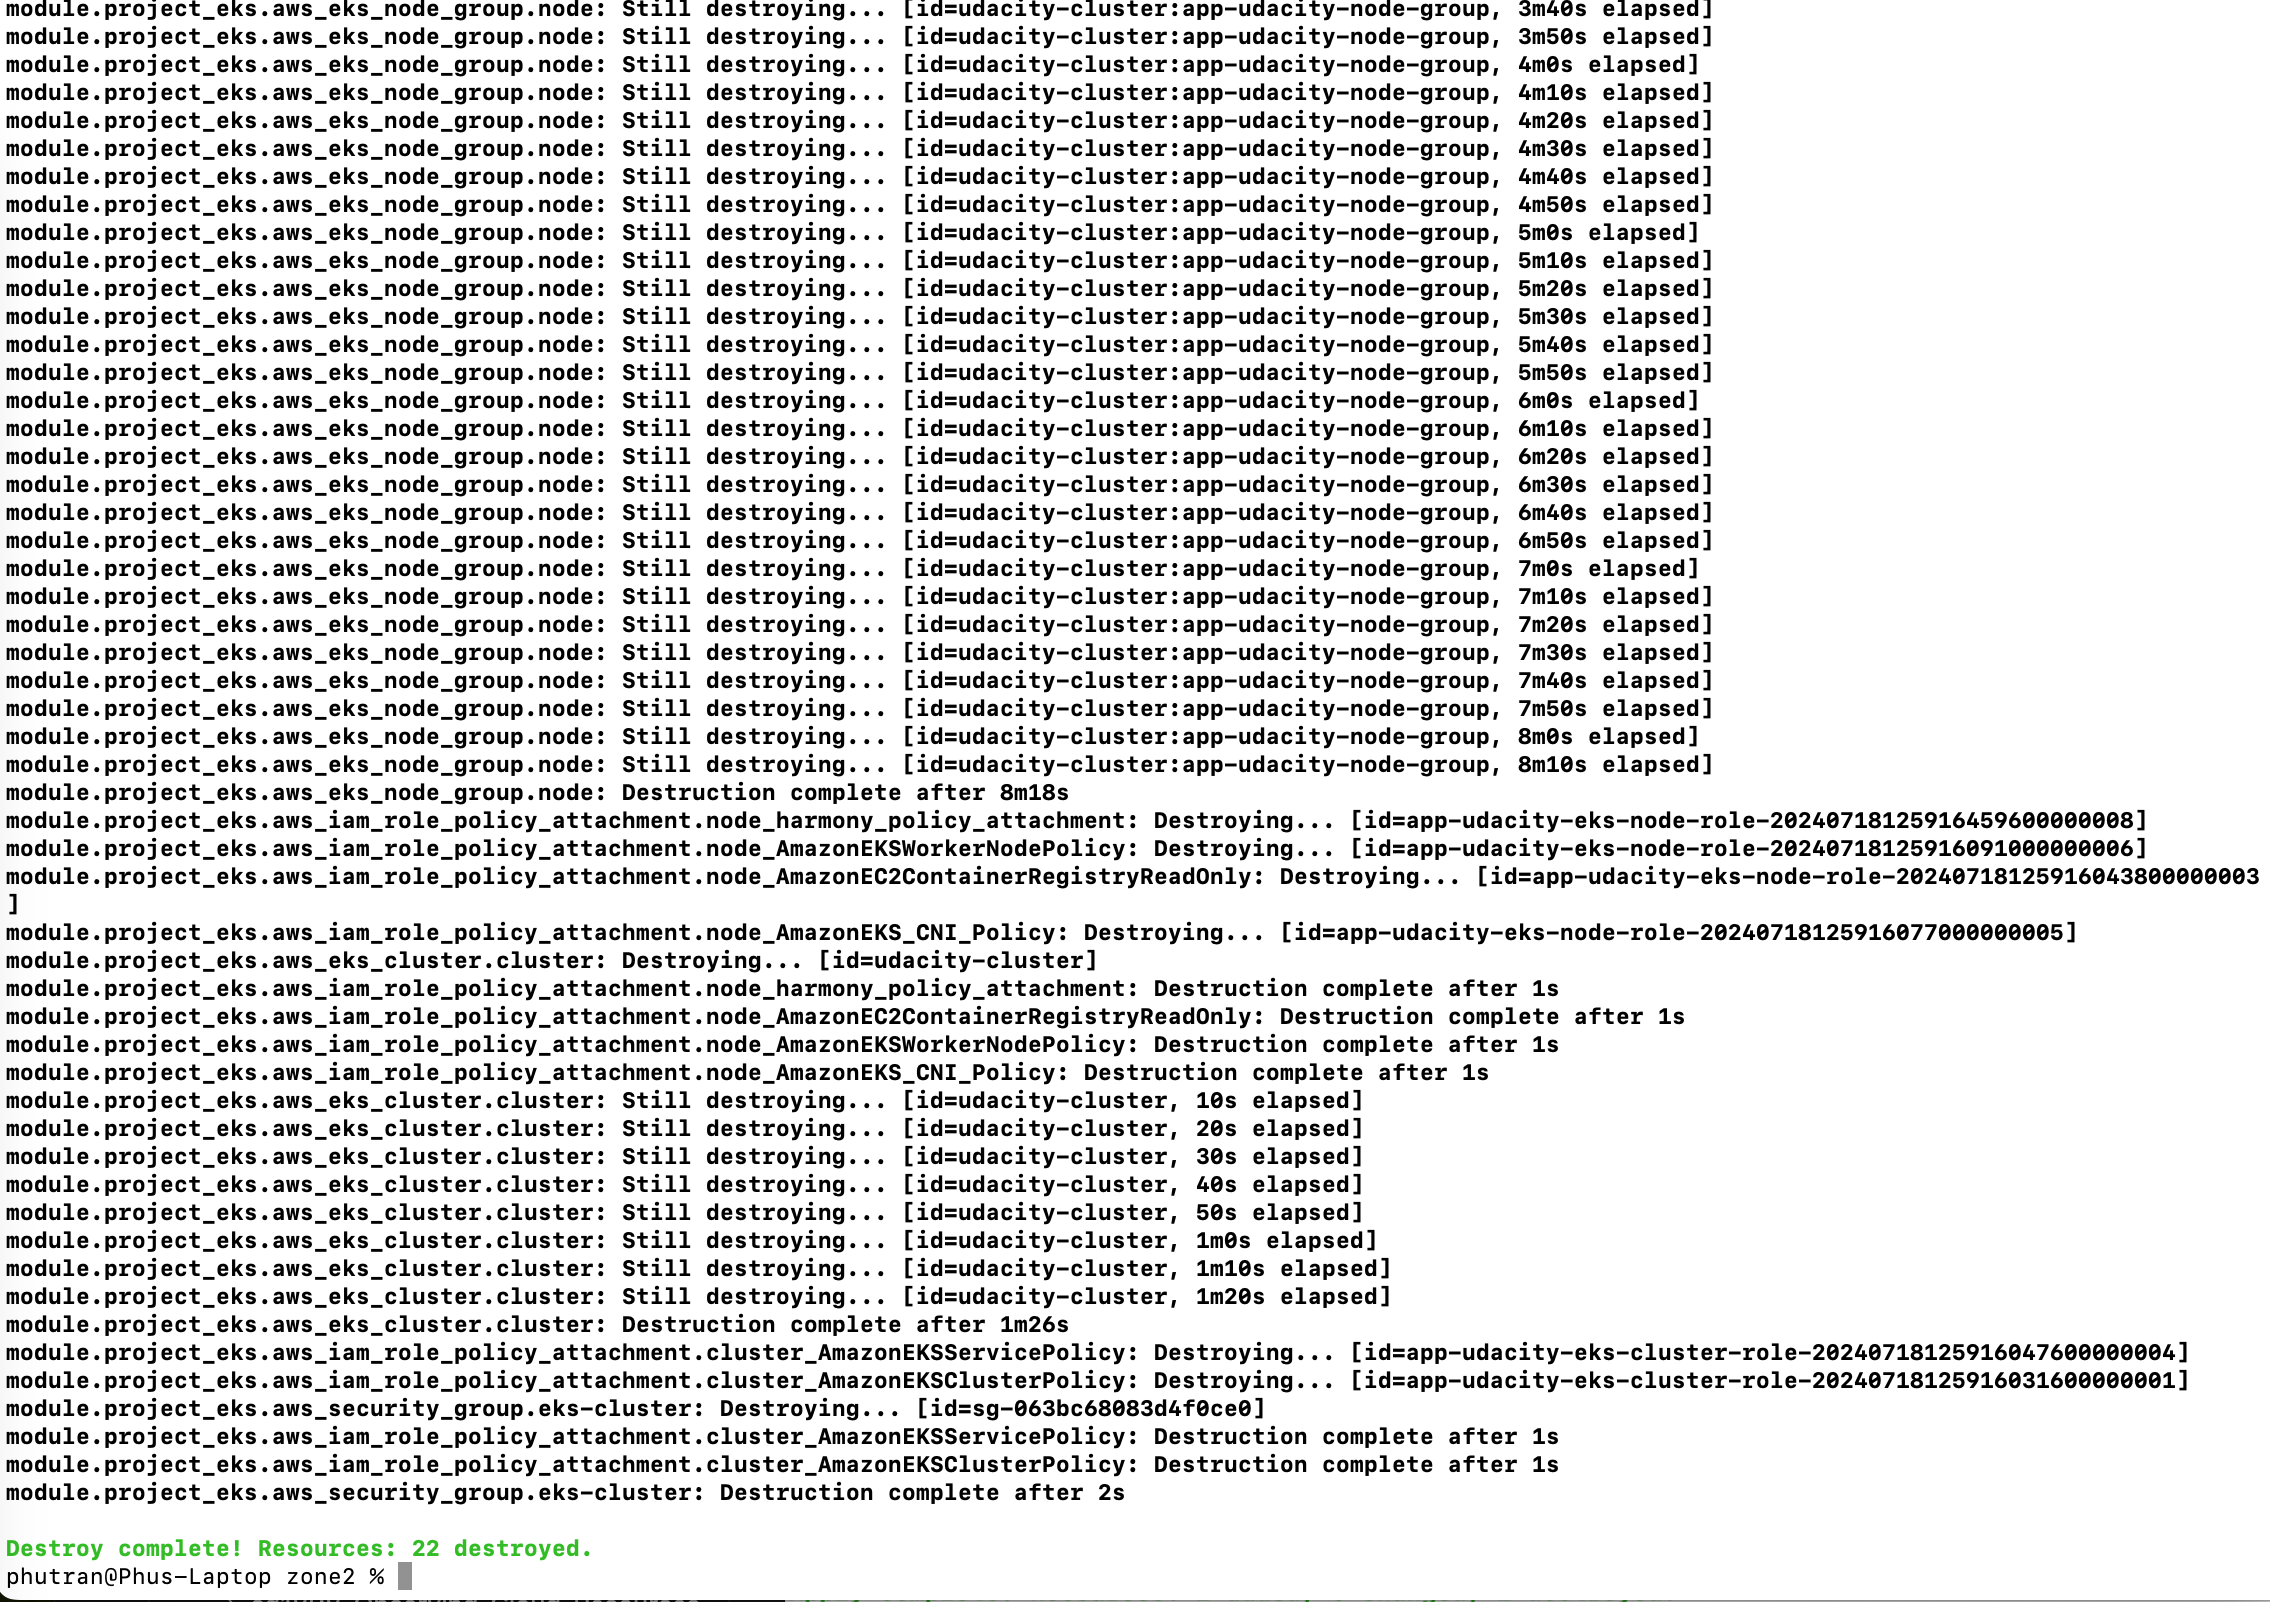 module.project_eks.aws_eks_node_group.node: Still destroying... [id=udacity-cluster:app-udacity-node-group, 3m40s elapsed]
module.project_eks.aws_eks_node_group.node: Still destroying... [id=udacity-cluster:app-udacity-node-group, 3m50s elapsed]
module.project_eks.aws_eks_node_group.node: Still destroying... [id=udacity-cluster:app-udacity-node-group, 4m0s elapsed]
module.project_eks.aws_eks_node_group.node: Still destroying... [id=udacity-cluster:app-udacity-node-group, 4m10s elapsed]
module.project_eks.aws_eks_node_group.node: Still destroying... [id=udacity-cluster:app-udacity-node-group, 4m20s elapsed]
module.project_eks.aws_eks_node_group.node: Still destroying... [id=udacity-cluster:app-udacity-node-group, 4m30s elapsed]
module.project_eks.aws_eks_node_group.node: Still destroying... [id=udacity-cluster:app-udacity-node-group, 4m40s elapsed]
module.project_eks.aws_eks_node_group.node: Still destroying... [id=udacity-cluster:app-udacity-node-group, 4m50s elapsed]
module.project_eks.aws_eks_node_group.node: Still destroying... [id=udacity-cluster:app-udacity-node-group, 5m0s elapsed]
module.project_eks.aws_eks_node_group.node: Still destroying... [id=udacity-cluster:app-udacity-node-group, 5m10s elapsed]
module.project_eks.aws_eks_node_group.node: Still destroying... [id=udacity-cluster:app-udacity-node-group, 5m20s elapsed]
module.project_eks.aws_eks_node_group.node: Still destroying... [id=udacity-cluster:app-udacity-node-group, 5m30s elapsed]
module.project_eks.aws_eks_node_group.node: Still destroying... [id=udacity-cluster:app-udacity-node-group, 5m40s elapsed]
module.project_eks.aws_eks_node_group.node: Still destroying... [id=udacity-cluster:app-udacity-node-group, 5m50s elapsed]
module.project_eks.aws_eks_node_group.node: Still destroying... [id=udacity-cluster:app-udacity-node-group, 6m0s elapsed]
module.project_eks.aws_eks_node_group.node: Still destroying... [id=udacity-cluster:app-udacity-node-group, 6m10s elapsed]
module.project_eks.aws_eks_node_group.node: Still destroying... [id=udacity-cluster:app-udacity-node-group, 6m20s elapsed]
module.project_eks.aws_eks_node_group.node: Still destroying... [id=udacity-cluster:app-udacity-node-group, 6m30s elapsed]
module.project_eks.aws_eks_node_group.node: Still destroying... [id=udacity-cluster:app-udacity-node-group, 6m40s elapsed]
module.project_eks.aws_eks_node_group.node: Still destroying... [id=udacity-cluster:app-udacity-node-group, 6m50s elapsed]
module.project_eks.aws_eks_node_group.node: Still destroying... [id=udacity-cluster:app-udacity-node-group, 7m0s elapsed]
module.project_eks.aws_eks_node_group.node: Still destroying... [id=udacity-cluster:app-udacity-node-group, 7m10s elapsed]
module.project_eks.aws_eks_node_group.node: Still destroying... [id=udacity-cluster:app-udacity-node-group, 7m20s elapsed]
module.project_eks.aws_eks_node_group.node: Still destroying... [id=udacity-cluster:app-udacity-node-group, 7m30s elapsed]
module.project_eks.aws_eks_node_group.node: Still destroying... [id=udacity-cluster:app-udacity-node-group, 7m40s elapsed]
module.project_eks.aws_eks_node_group.node: Still destroying... [id=udacity-cluster:app-udacity-node-group, 7m50s elapsed]
module.project_eks.aws_eks_node_group.node: Still destroying... [id=udacity-cluster:app-udacity-node-group, 8m0s elapsed]
module.project_eks.aws_eks_node_group.node: Still destroying... [id=udacity-cluster:app-udacity-node-group, 8m10s elapsed]
module.project_eks.aws_eks_node_group.node: Destruction complete after 8m18s
module.project_eks.aws_iam_role_policy_attachment.node_harmony_policy_attachment: Destroying... [id=app-udacity-eks-node-role-20240718125916459600000008]
module.project_eks.aws_iam_role_policy_attachment.node_AmazonEKSWorkerNodePolicy: Destroying... [id=app-udacity-eks-node-role-20240718125916091000000006]
module.project_eks.aws_iam_role_policy_attachment.node_AmazonEC2ContainerRegistryReadOnly: Destroying... [id=app-udacity-eks-node-role-20240718125916043800000003
]
module.project_eks.aws_iam_role_policy_attachment.node_AmazonEKS_CNI_Policy: Destroying... [id=app-udacity-eks-node-role-20240718125916077000000005]
module.project_eks.aws_eks_cluster.cluster: Destroying... [id=udacity-cluster]
module.project_eks.aws_iam_role_policy_attachment.node_harmony_policy_attachment: Destruction complete after 1s
module.project_eks.aws_iam_role_policy_attachment.node_AmazonEC2ContainerRegistryReadOnly: Destruction complete after 1s
module.project_eks.aws_iam_role_policy_attachment.node_AmazonEKSWorkerNodePolicy: Destruction complete after 1s
module.project_eks.aws_iam_role_policy_attachment.node_AmazonEKS_CNI_Policy: Destruction complete after 1s
module.project_eks.aws_eks_cluster.cluster: Still destroying... [id=udacity-cluster, 10s elapsed]
module.project_eks.aws_eks_cluster.cluster: Still destroying... [id=udacity-cluster, 20s elapsed]
module.project_eks.aws_eks_cluster.cluster: Still destroying... [id=udacity-cluster, 30s elapsed]
module.project_eks.aws_eks_cluster.cluster: Still destroying... [id=udacity-cluster, 40s elapsed]
module.project_eks.aws_eks_cluster.cluster: Still destroying... [id=udacity-cluster, 50s elapsed]
module.project_eks.aws_eks_cluster.cluster: Still destroying... [id=udacity-cluster, 1m0s elapsed]
module.project_eks.aws_eks_cluster.cluster: Still destroying... [id=udacity-cluster, 1m10s elapsed]
module.project_eks.aws_eks_cluster.cluster: Still destroying... [id=udacity-cluster, 1m20s elapsed]
module.project_eks.aws_eks_cluster.cluster: Destruction complete after 1m26s
module.project_eks.aws_iam_role_policy_attachment.cluster_AmazonEKSServicePolicy: Destroying... [id=app-udacity-eks-cluster-role-20240718125916047600000004]
module.project_eks.aws_iam_role_policy_attachment.cluster_AmazonEKSClusterPolicy: Destroying... [id=app-udacity-eks-cluster-role-20240718125916031600000001]
module.project_eks.aws_security_group.eks-cluster: Destroying... [id=sg-063bc68083d4f0ce0]
module.project_eks.aws_iam_role_policy_attachment.cluster_AmazonEKSServicePolicy: Destruction complete after 1s
module.project_eks.aws_iam_role_policy_attachment.cluster_AmazonEKSClusterPolicy: Destruction complete after 1s
module.project_eks.aws_security_group.eks-cluster: Destruction complete after 2s
Destroy complete! Resources: 22 destroyed.
phutran@Phus-Laptop zone2 %